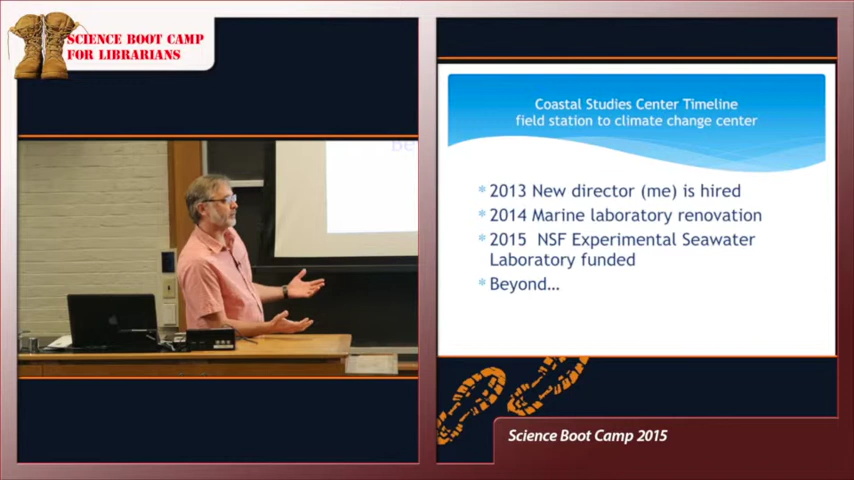 SCIENCE BOOT CAMP
FOR LIBRARIANS
Be
Coastal Studies Center Timeline
field station to climate change center
* 2013 New director (me) is hired
* 2014 Marine laboratory renovation
* 2015 NSF Experimental Seawater
Laboratory funded
* Beyond…
Science Boot Camp 2015